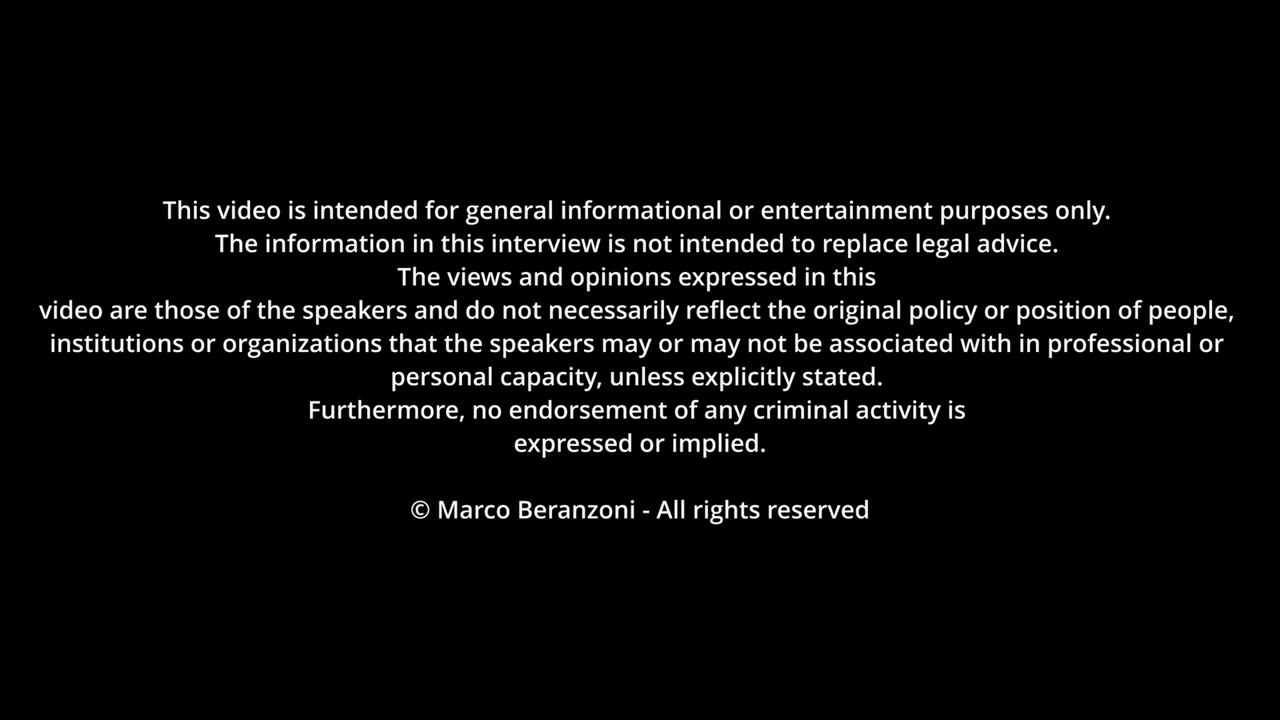 This video is intended for general informational or entertainment purposes only.
The information in this interview is not intended to replace legal advice.
The views and opinions expressed in this
video are those of the speakers and do not necessarily reflect the original policy or position of people,
institutions or organizations that the speakers may or may not be associated with in professional or
personal capacity, unless explicitly stated.
Furthermore, no endorsement of any criminal activity is
expressed or implied.
© Marco Beranzoni - All rights reserved